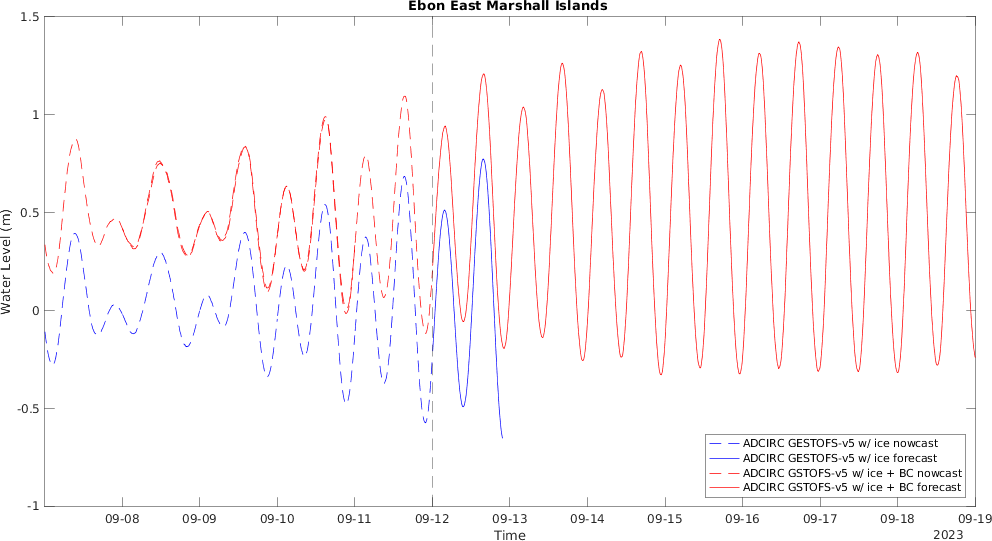 Ebon East Marshall Islands
1.5
1
0.5
0
-0.5
-1
Water Level (m)
ADCIRC GESTOFS-v5 w/ ice nowcast
ADCIRC GESTOFS-v5 w/ ice forecast
ADCIRC GSTOFS-v5 w/ ice + BC nowcast
ADCIRC GSTOFS-v5 w/ ice + BC forecast
09-08 09-09 09-10 09-11 09-12 09-13 09-14 09-15 09-16 09-17 09-18 09-19
Time
2023